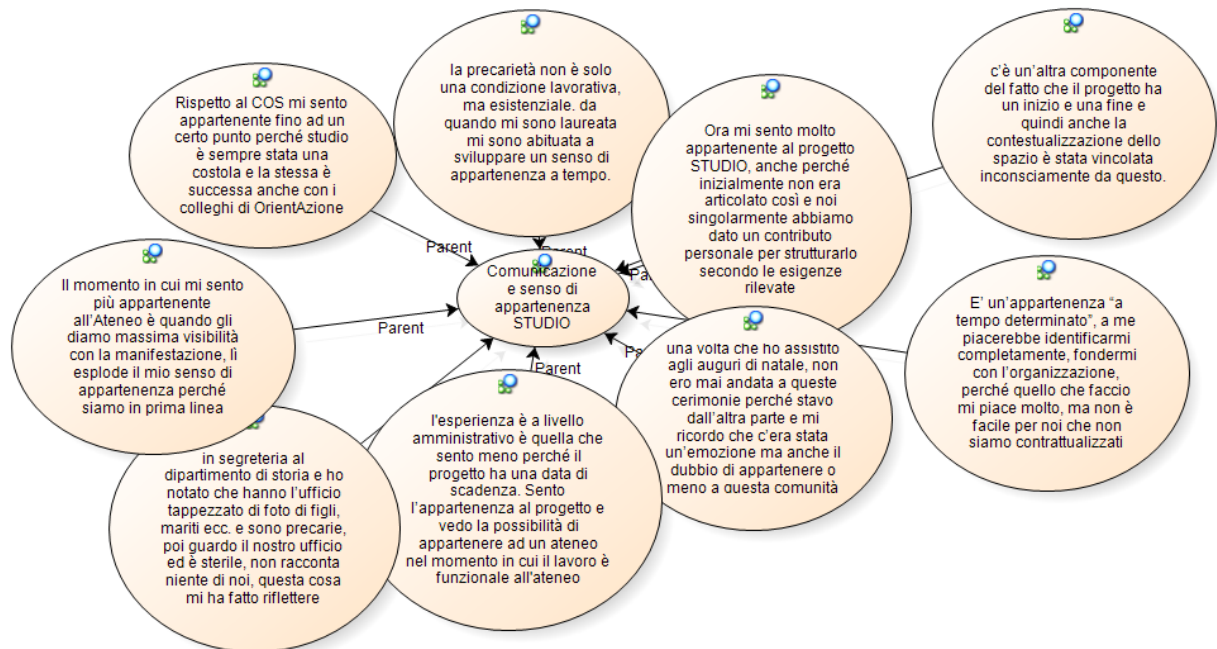 la precarietà non è solo
una condizione lavorativa,
ma esistenziale. da
quando mi sono laureata
mi sono abituata a
sviluppare un senso di
appartenenza a tempo.
c'è un'altra componente
del fatto che il progetto ha
un inizio e una fine e
quindi anche la
contestualizzazione dello
spazio è stata vincolata
inconsciamente da questo.
Rispetto al COS mi sento
appartenente fino ad un
certo punto perché studio
è sempre stata una
costola e la stessa è
successa anche con i
colleghi di OrientAzione
Ora mi sento molto
appartenente al progetto
STUDIO, anche perché
inizialmente non era
articolato così e noi
singolarmente abbiamo
dato un contributo
personale per strutturarlo
secondo le esigenze
rilevate
Parent
Parent
Pa
Comunicazione
e senso di
appartenenza
STUDIO
Il momento in cui mi sento
più appartenente
all'Ateneo è quando gli
diamo massima visibilità
con la manifestazione, lì
esplode il mio senso di
appartenenza perché
siamo in prima linea
Parent
E' un'appartenenza “a
tempo determinato”, a me
piacerebbe identificarmi
completamente, fondermi
con l'organizzazione,
perché quello che faccio
mi piace molto, ma non è
facile per noi che non
siamo contrattualizzati
una volta che ho assistito
agli auguri di natale, non
ero mai andata a queste
cerimonie perché stavo
dall'altra parte e mi
ricordo che c'era stata
un'emozione ma anche il
dubbio di appartenere o
meno a questa comunità
Pa
Parent
l'esperienza è a livello
amministrativo è quella che
sento meno perché il
progetto ha una data di
scadenza. Sento
l'appartenenza al progetto e
vedo la possibilità di
appartenere ad un ateneo
nel momento in cui il lavoro è
funzionale all'ateneo
in segreteria al
dipartimento di storia e ho
notato che hanno l'ufficio
tappezzato di foto di figli,
mariti ecc. e sono precarie,
poi guardo il nostro ufficio
ed è sterile, non racconta
niente di noi, questa cosa
mi ha fatto riflettere